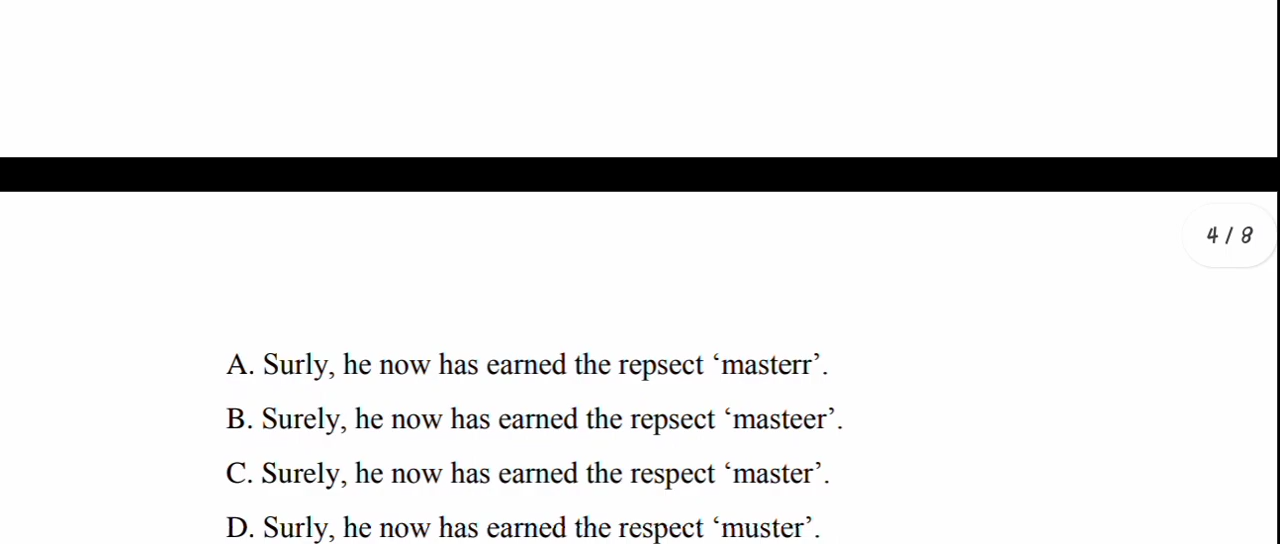 4 / 8
A. Surly, he now has earned the repsect ‘masterr’.
B. Surely, he now has earned the repsect ‘masteer’.
C. Surely, he now has earned the respect ‘master’.
D. Surly, he now has earned the respect ‘muster’.